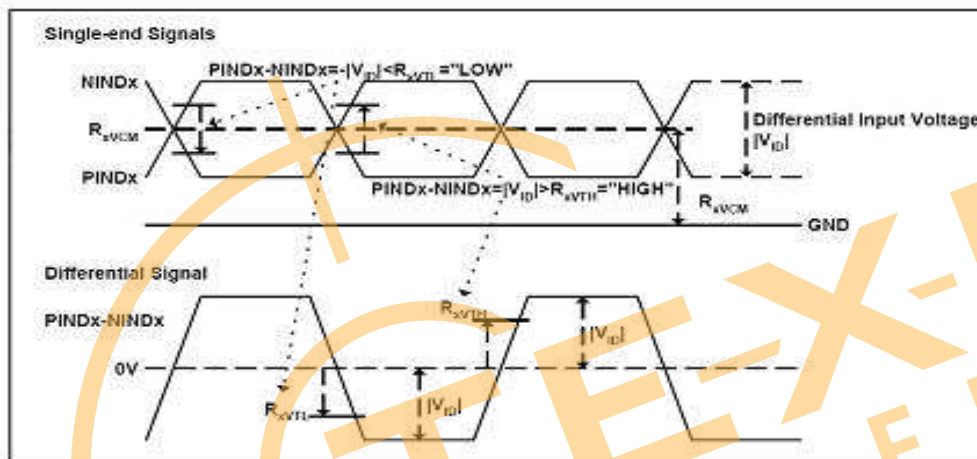 Single-end Signals
PINDx-NINDx=-|VID|<RxVTL="LOW"
NINDx
RxVCM
Differential Input Voltage
|VID|
PINDx
PINDx-NINDx=|VID|>RxVTH="HIGH"
RxVCM
GND
Differential Signal
RxVTH
PINDx-NINDx
|VID|
0V
RxVTL
|VID|
TEX-
F